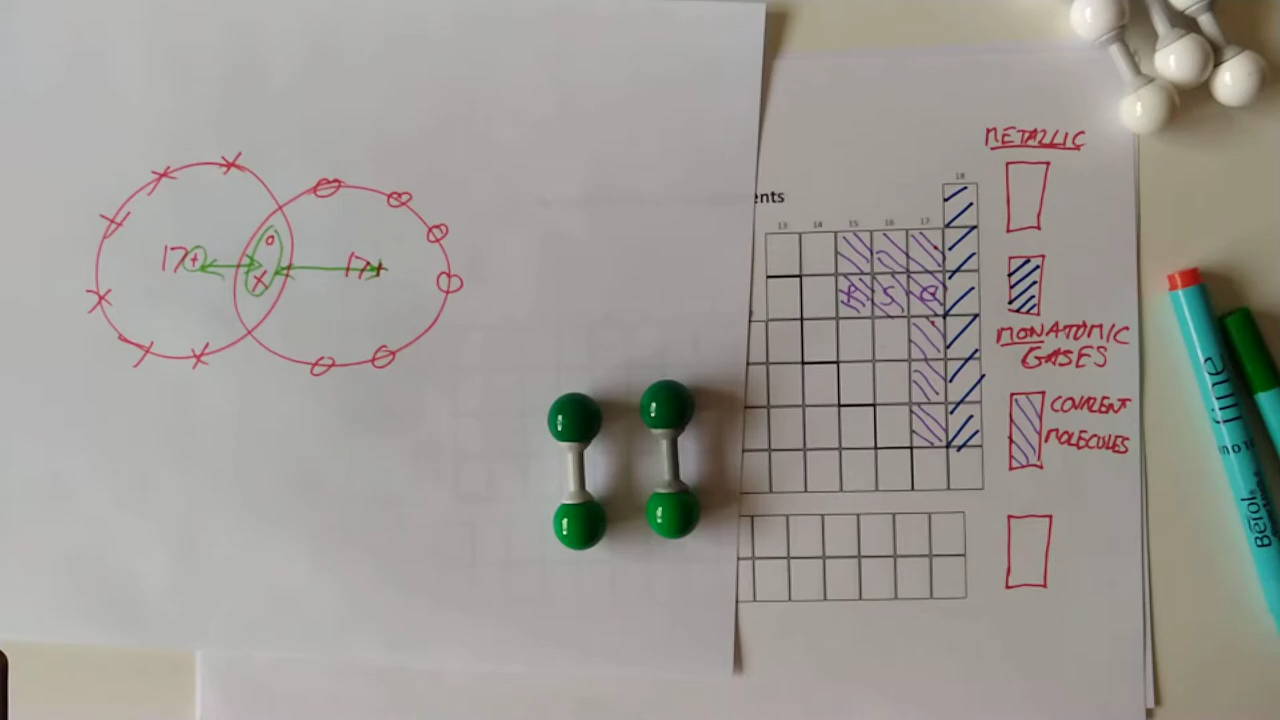 17+
17+
ents
18
13 14 15 16 17
P S Cl
METALLIC
MONATOMIC
GASES
COVALENT
MOLECULES
fine
Berol